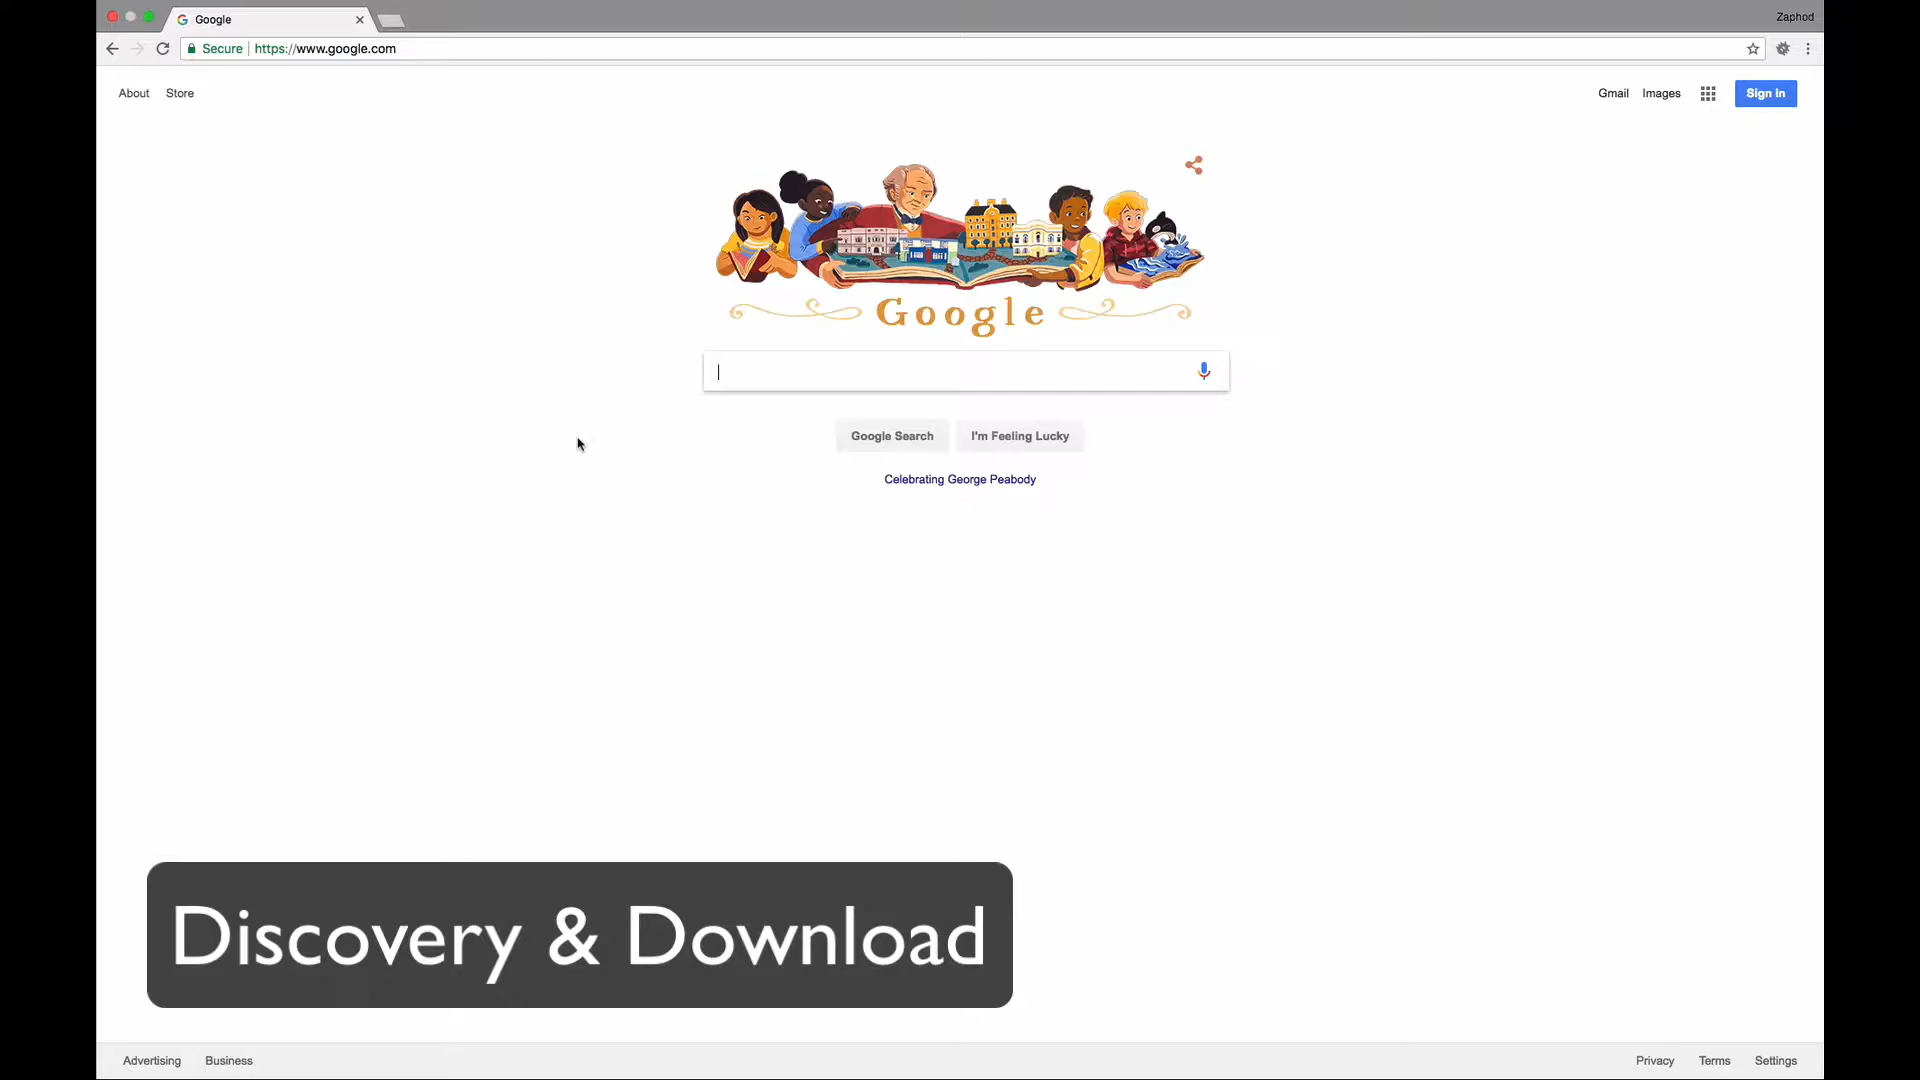 Google
Zaphod
Secure https://www.google.com
About Store
Gmail Images Sign in
Google
Google Search I'm Feeling Lucky
Celebrating George Peabody
Discovery & Download
Advertising Business
Privacy Terms Settings